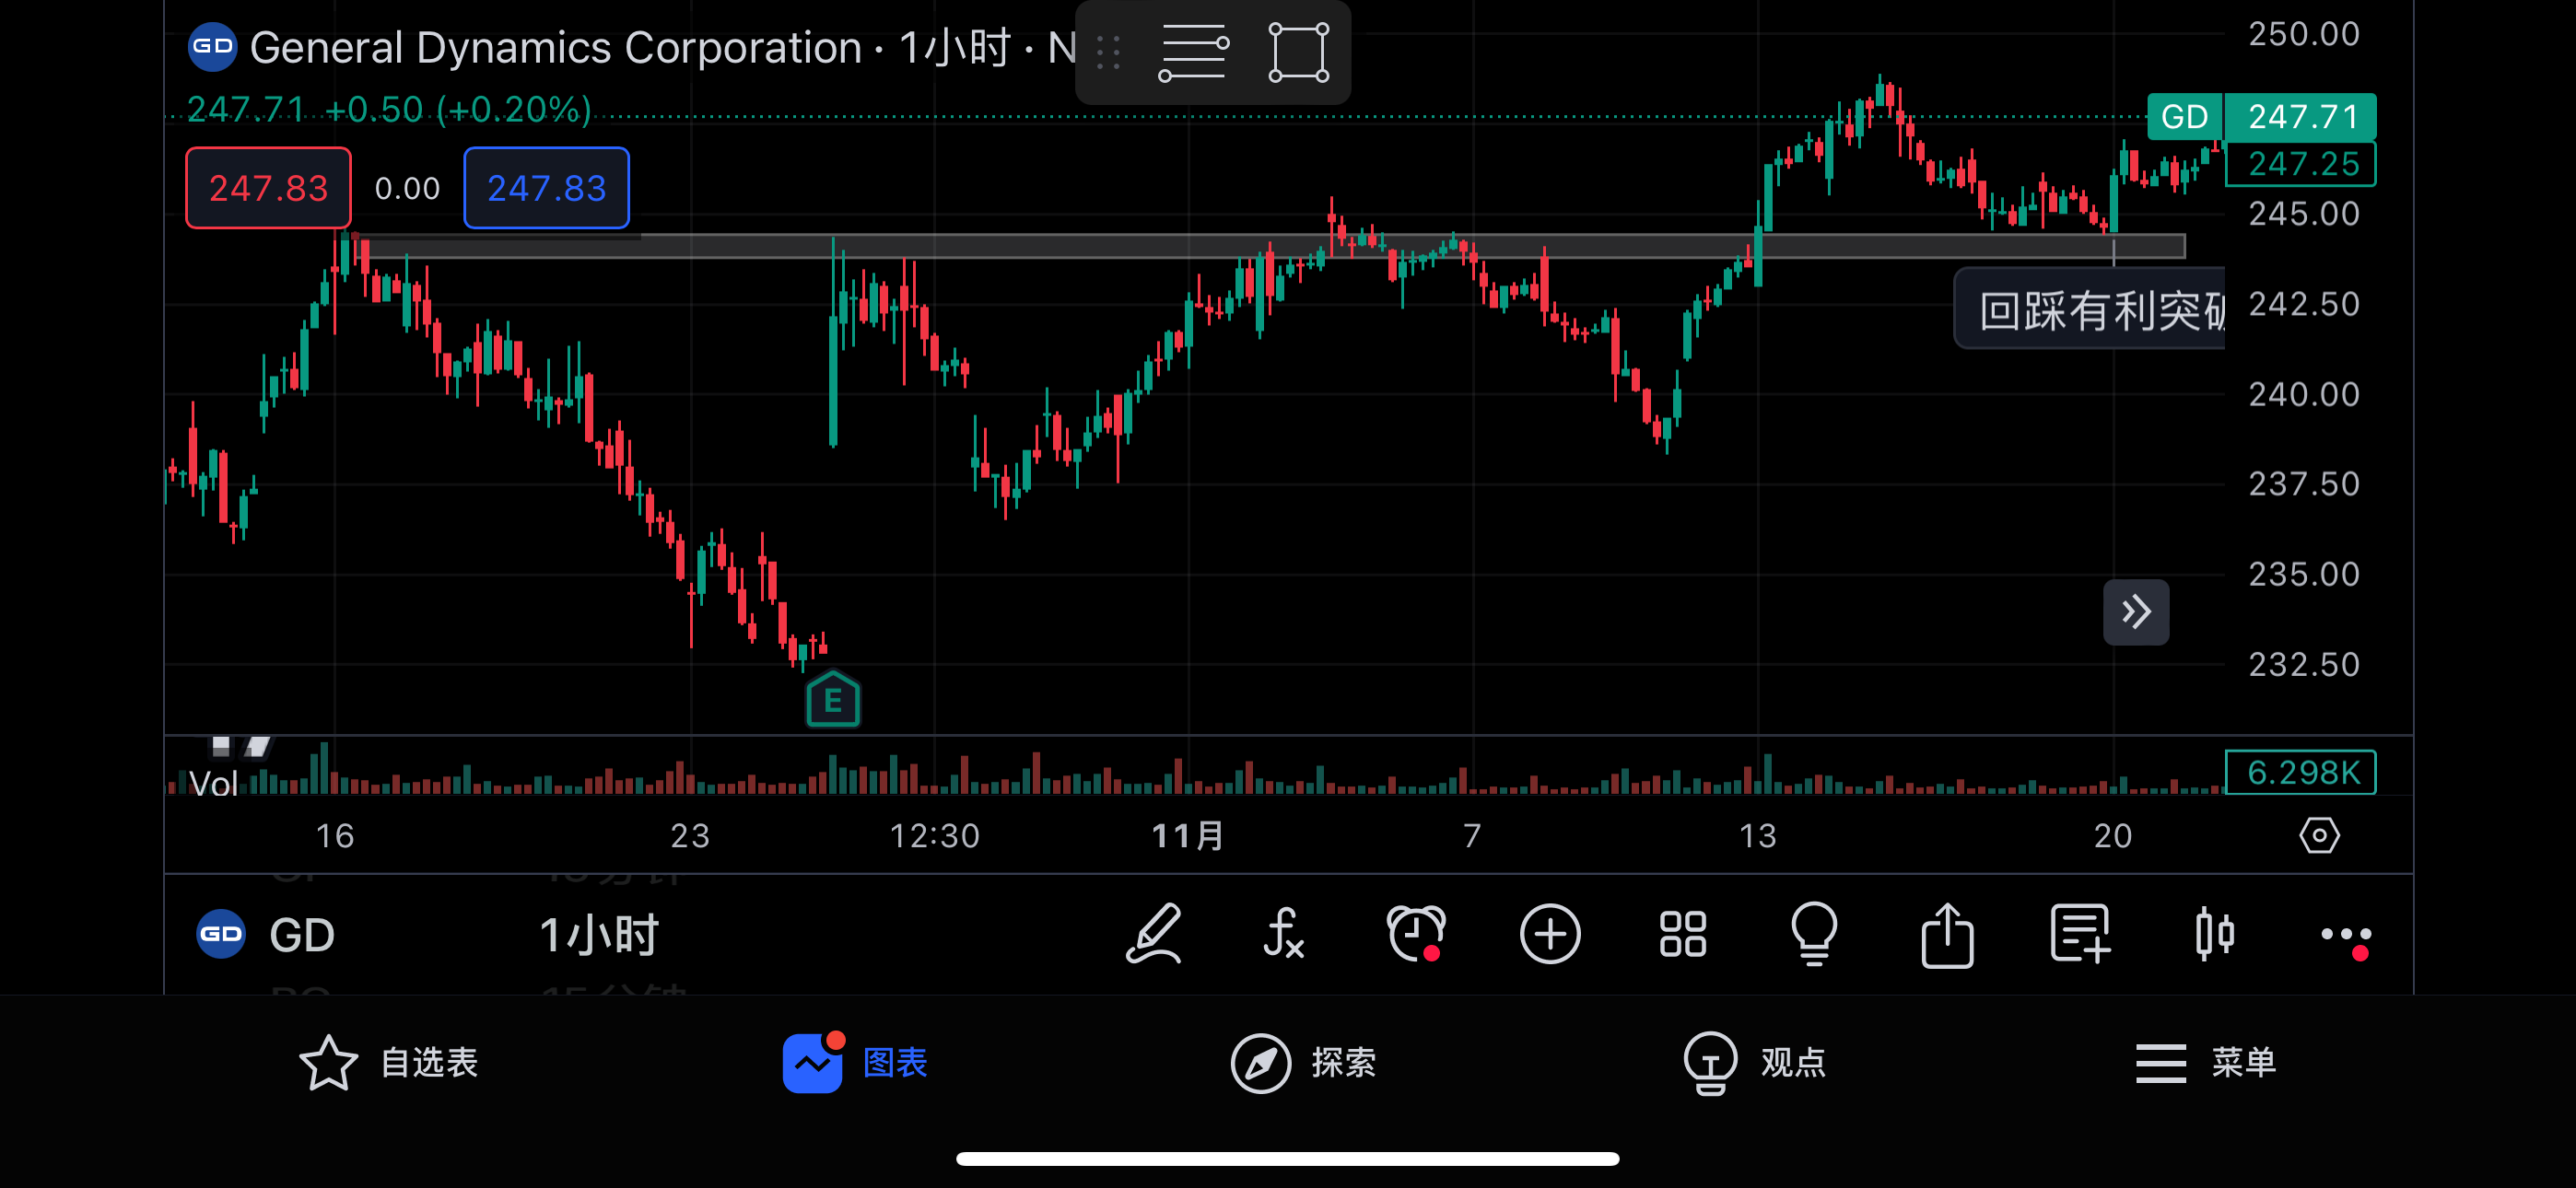 GD General Dynamics Corporation · 1小时 · N
247.71 +0.50 (+0.20%)
247.83 0.00 247.83
250.00
GD 247.71
247.25
245.00
回踩有利突破
242.50
240.00
237.50
235.00
232.50
E
Vol
6.298K
16 23 12:30 11月 7 13 20
GD GD 1小时
自选表 图表 探索 观点 菜单